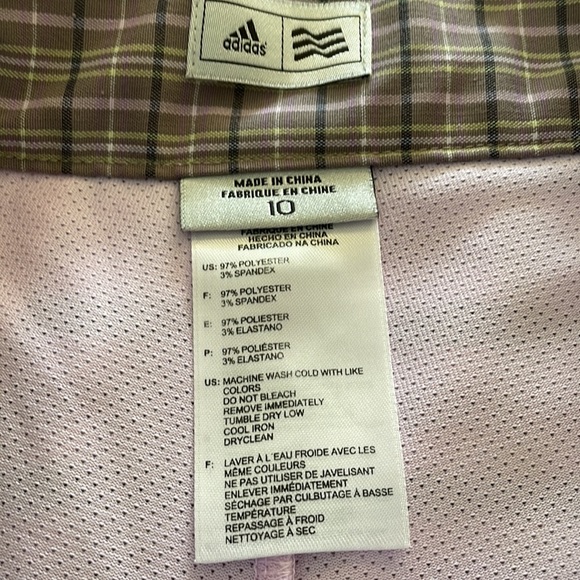 adidas
MADE IN CHINA
FABRIQUE EN CHINE
10
FABRIQUE EN CHINE
HECHO EN CHINA
FABRICADO NA CHINA
US: 97% POLYESTER
3% SPANDEX
F: 97% POLYESTER
3% SPANDEX
E: 97% POLIESTER
3% ELASTANO
P: 97% POLIÉSTER
3% ELASTANO
US: MACHINE WASH COLD WITH LIKE
COLORS
DO NOT BLEACH
REMOVE IMMEDIATELY
TUMBLE DRY LOW
COOL IRON
DRYCLEAN
F: LAVER À L'EAU FROIDE AVEC LES
MÊME COULEURS
NE PAS UTILISER DE JAVELISANT
ENLEVER IMMÉDIATEMENT
SÉCHAGE PAR CULBUTAGE À BASSE
TEMPÉRATURE
REPASSAGE À FROID
NETTOYAGE À SEC